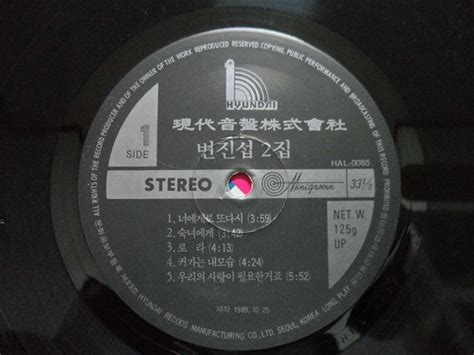 ALL RIGHTS OF THE RECORD PRODUCER AND OF THE OWNER OF THE WORK REPRODUCED RESERVED. COPYING, PUBLIC PERFORMANCE AND BROADCASTING OF THIS RECORD
HYUNDAI
1
SIDE
現代音盤株式會社
변진섭 2집
HAL-0085
STEREO
Minigroove
33⅓
1. 너에게로 또다시 (3:59)
2. 숙녀에게 (3:42)
3. 로 라 (4:13)
4. 커가는 내모습 (4:24)
5. 우리의 사랑이 필요한거죠 (5:52)
NET. W.
125g
UP
제작 1989. 10. 25
HYUNDAI RECODS. MANUFACTURING CO., LTD. SEOUL, KOREA LONG, PLAY